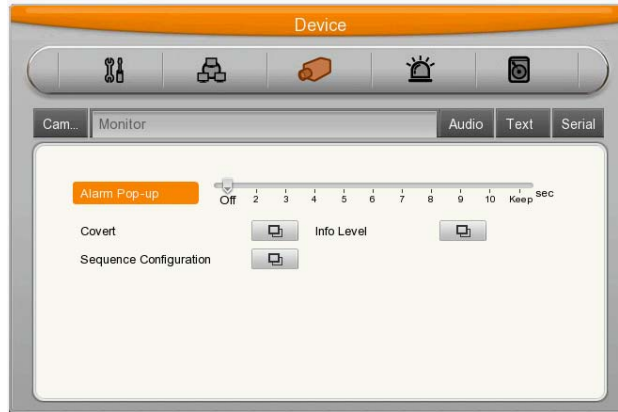 Device
Cam... Monitor Audio Text Serial
Alarm Pop-up Off 2 3 4 5 6 7 8 9 10 Keep sec
Covert Info Level
Sequence Configuration